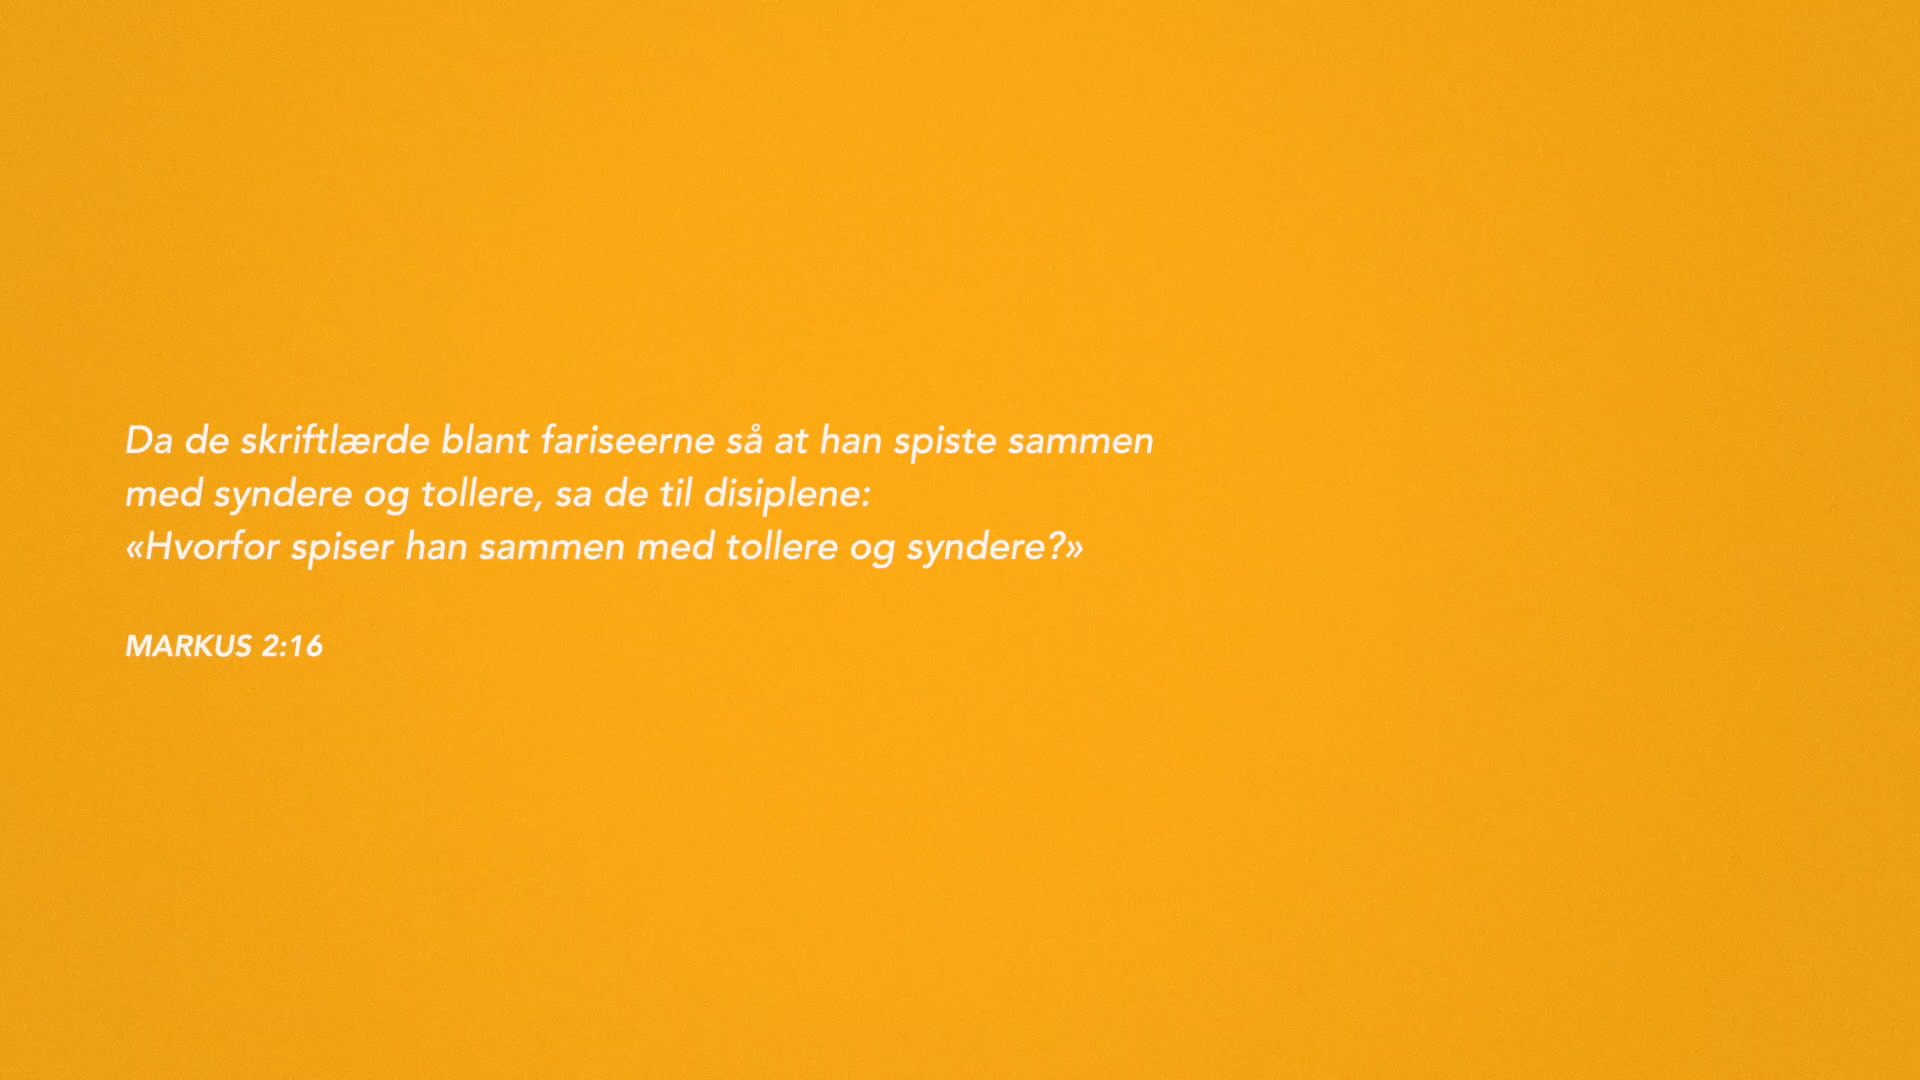 Da de skriftlærde blant fariseerne så at han spiste sammen
med syndere og tollere, sa de til disiplene:
«Hvorfor spiser han sammen med tollere og syndere?»
MARKUS 2:16